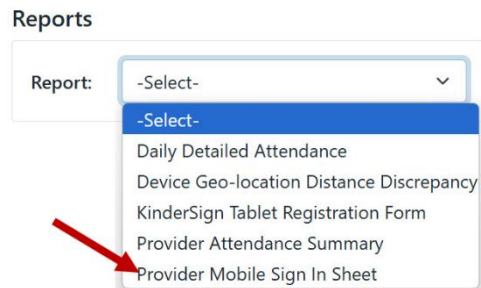 Reports
Report: -Select-
-Select-
Daily Detailed Attendance
Device Geo-location Distance Discrepancy
KinderSign Tablet Registration Form
Provider Attendance Summary
Provider Mobile Sign In Sheet